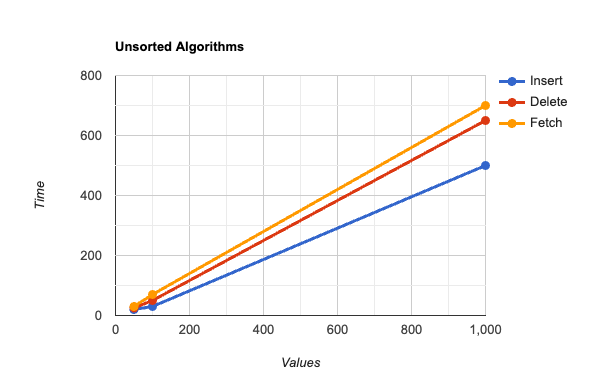 Unsorted Algorithms
800
600
400
200
0
Time
0 200 400 600 800 1,000
Values
Insert
Delete
Fetch